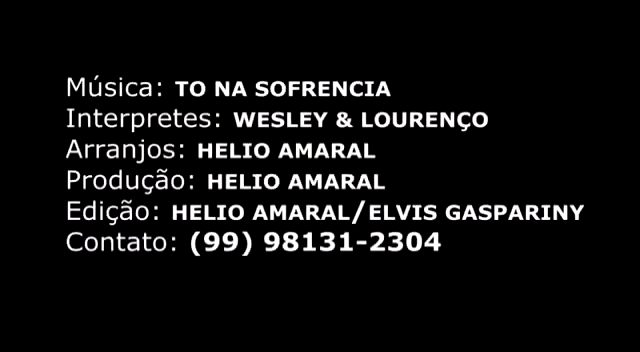 Música: TO NA SOFRENCIA
Interpretes: WESLEY & LOURENÇO
Arranjos: HELIO AMARAL
Produção: HELIO AMARAL
Edição: HELIO AMARAL/ELVIS GASPARINY
Contato: (99) 98131-2304